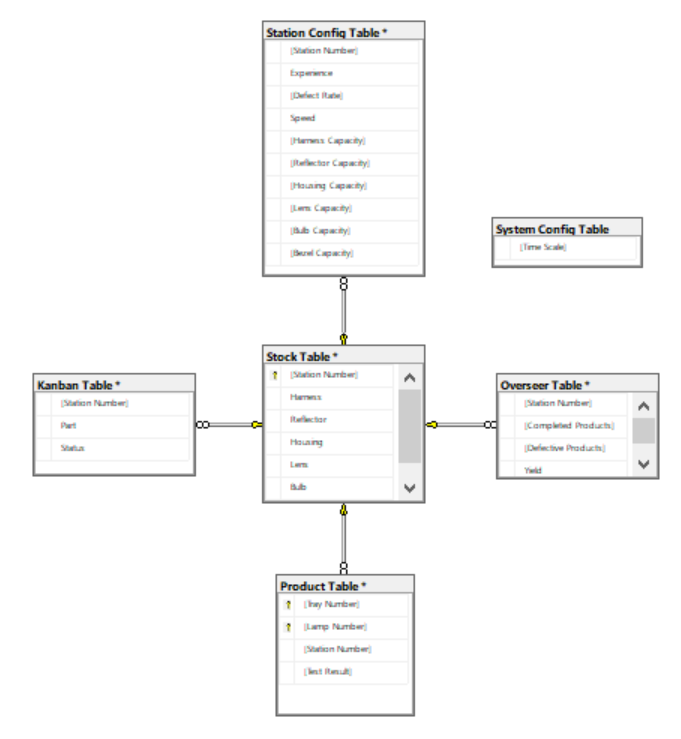 Station Config Table *
[Station Number]
Experience
[Defect Rate]
Speed
[Harness Capacity]
[Reflector Capacity]
[Housing Capacity]
[Lens Capacity]
[Bulb Capacity]
[Bezel Capacity]
System Config Table
[Time Scale]
Stock Table *
[Station Number]
Harness
Reflector
Housing
Lens
Bulb
Kanban Table *
[Station Number]
Part
Status
Overseer Table *
[Station Number]
[Completed Products]
[Defective Products]
Yield
Product Table *
[Tray Number]
[Lamp Number]
[Station Number]
[Test Result]